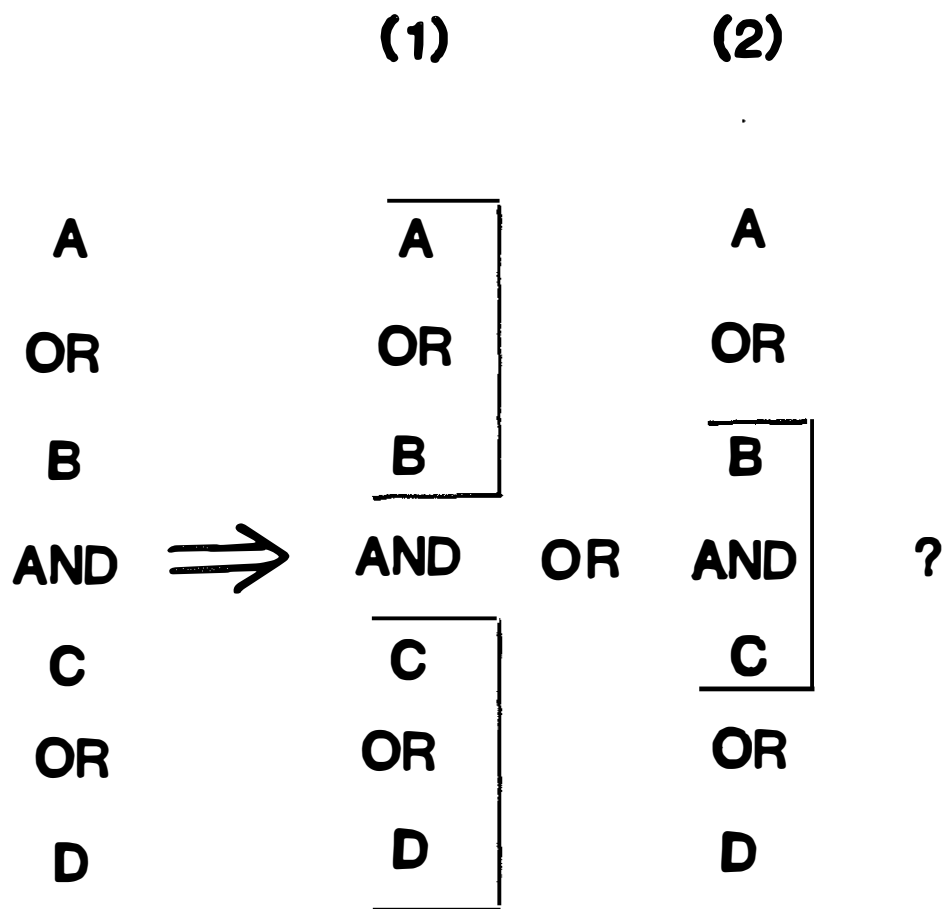 (1) (2)
A A A
OR OR OR
B B B
AND AND OR AND ?
C C C
OR OR OR
D D D